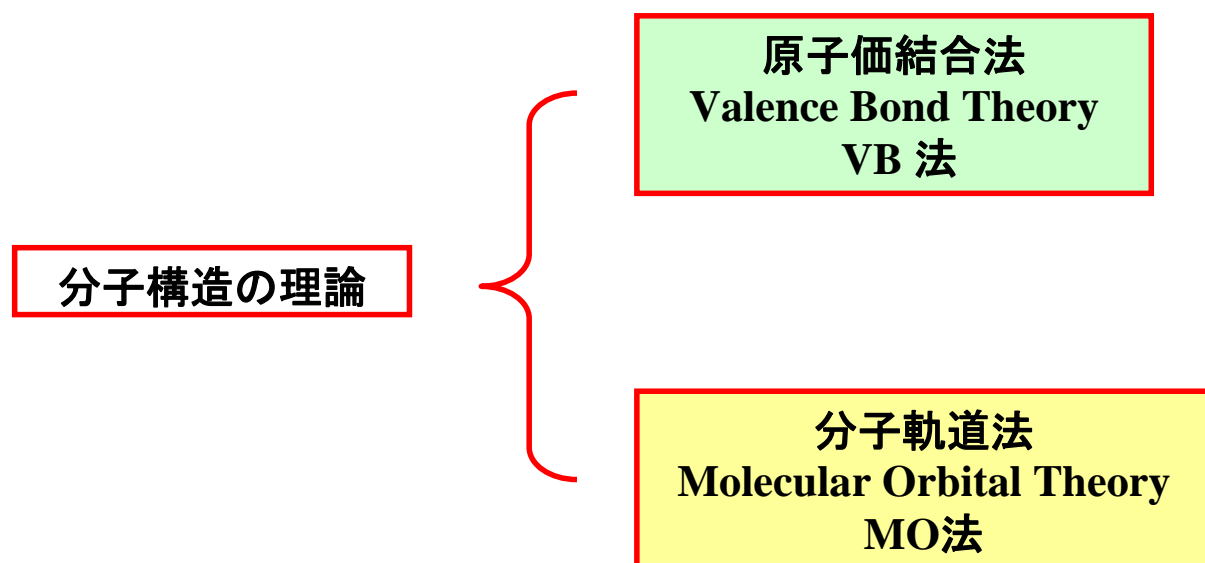 原子価結合法
Valence Bond Theory
VB 法
分子構造の理論
分子軌道法
Molecular Orbital Theory
MO法